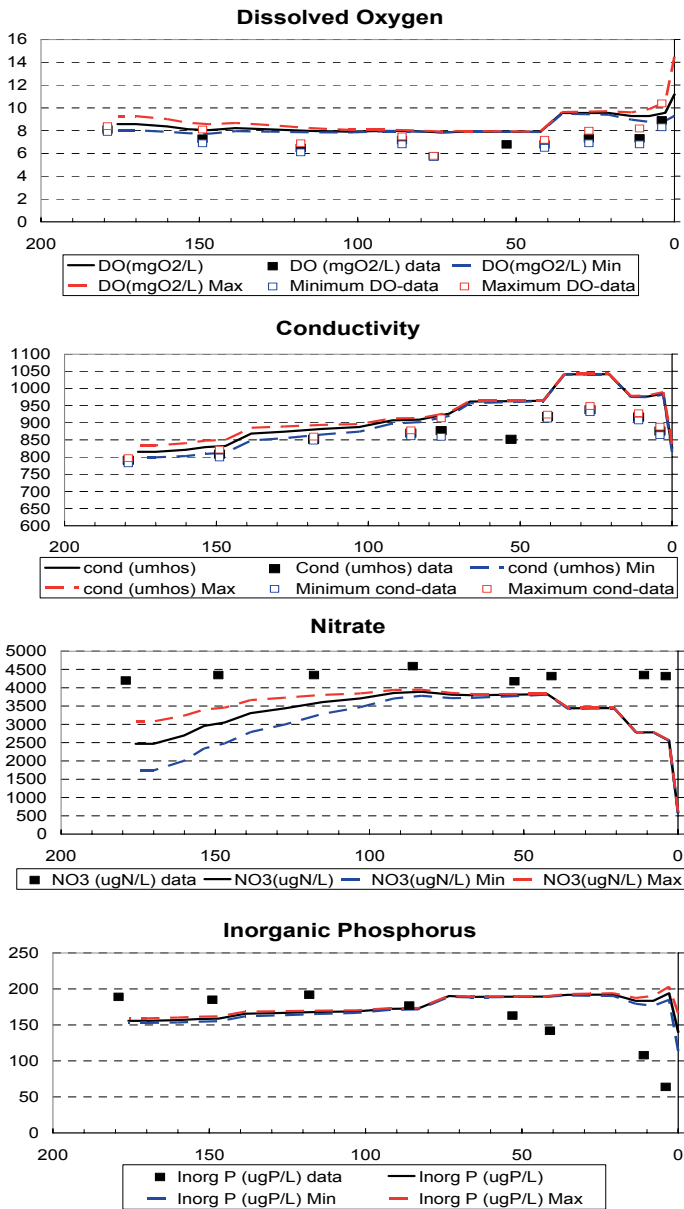 Dissolved Oxygen
16
14
12
10
8
6
4
2
0
200 150 100 50 0
DO(mgO2/L) DO (mgO2/L) data DO(mgO2/L) Min
DO(mgO2/L) Max Minimum DO-data Maximum DO-data
Conductivity
1100
1050
1000
950
900
850
800
750
700
650
600
200 150 100 50 0
cond (umhos) Cond (umhos) data cond (umhos) Min
cond (umhos) Max Minimum cond-data Maximum cond-data
Nitrate
5000
4500
4000
3500
3000
2500
2000
1500
1000
500
0
200 150 100 50 0
NO3 (ugN/L) data NO3(ugN/L) NO3(ugN/L) Min NO3(ugN/L) Max
Inorganic Phosphorus
250
200
150
100
50
0
200 150 100 50 0
Inorg P (ugP/L) data Inorg P (ugP/L)
Inorg P (ugP/L) Min Inorg P (ugP/L) Max